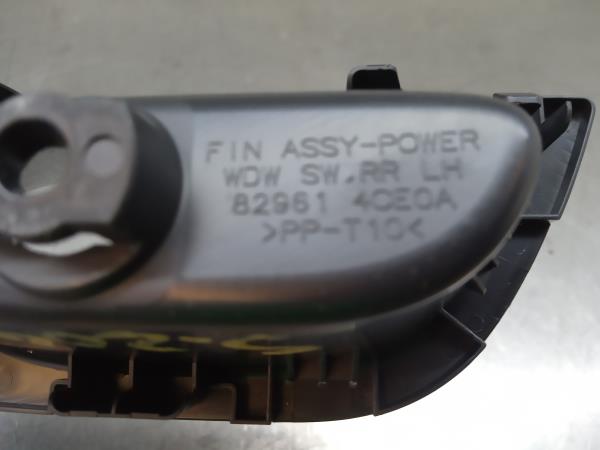 FIN ASSY-POWER
WDW SW.RR LH
82961 4CE0A
>PP-T10<